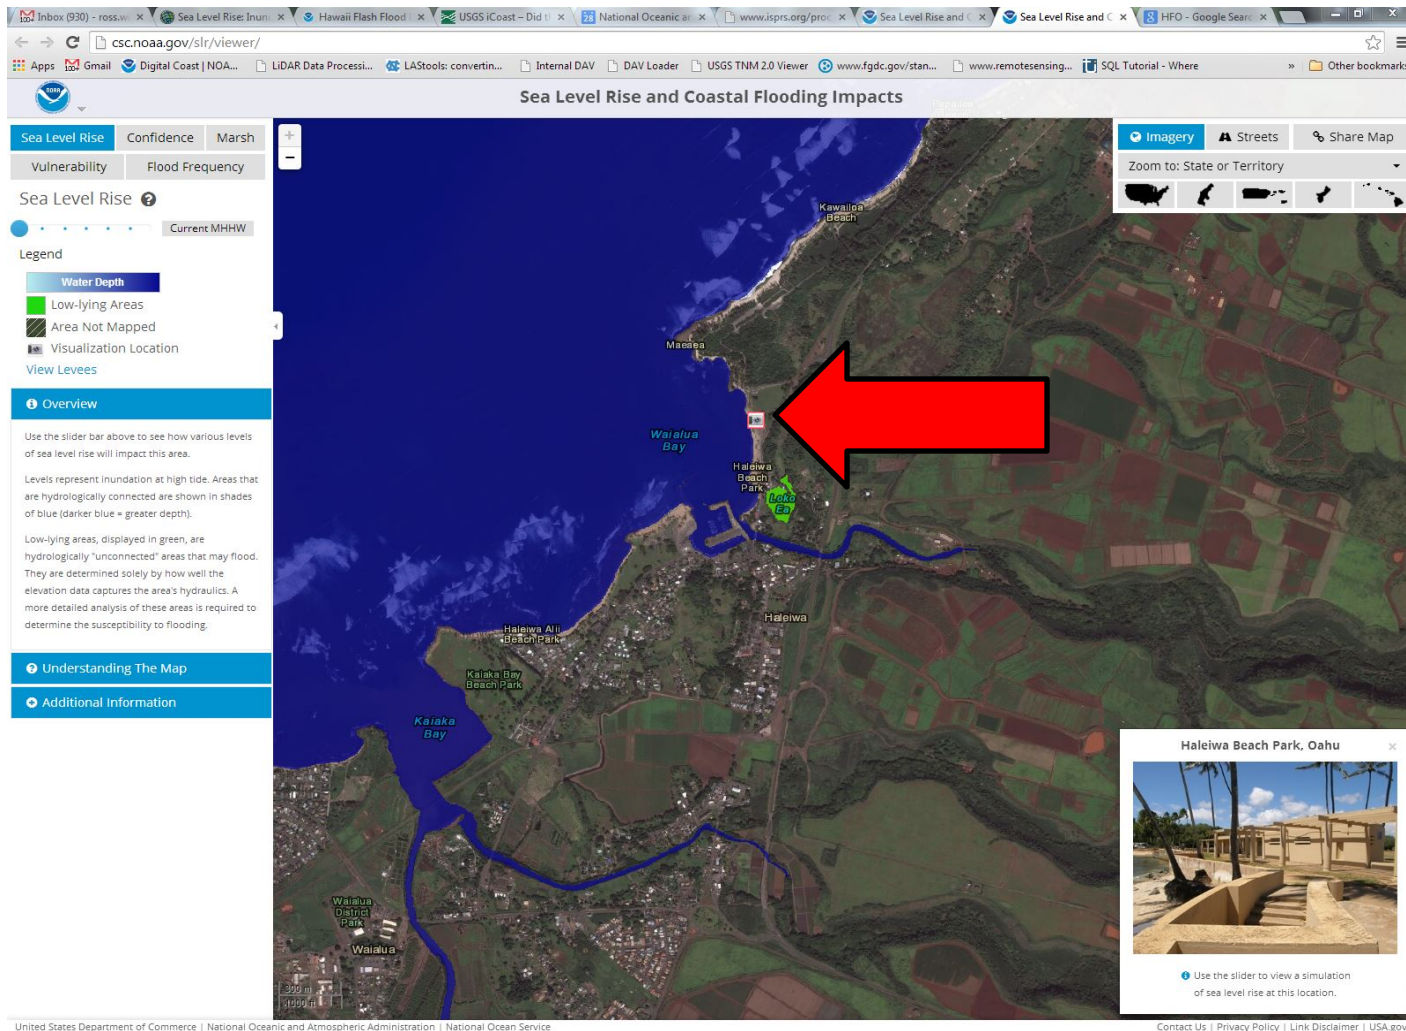 Inbox (930) - ross.w
Sea Level Rise: Inun
Hawaii Flash Flood
USGS iCoast – Did t
National Oceanic ar
www.isprs.org/proc
Sea Level Rise and C
Sea Level Rise and C
HFO - Google Searc
csc.noaa.gov/slr/viewer/
Apps
Gmail
Digital Coast | NOA...
LiDAR Data Processi...
LAStools: convertin...
Internal DAV
DAV Loader
USGS TNM 2.0 Viewer
www.fgdc.gov/stan...
www.remotesensing...
SQL Tutorial - Where
»
Other bookmarks
NOAA
Sea Level Rise and Coastal Flooding Impacts
Sea Level Rise
Confidence
Marsh
Vulnerability
Flood Frequency
Sea Level Rise
Current MHHW
Legend
Water Depth
Low-lying Areas
Area Not Mapped
Visualization Location
View Levees
Overview
Use the slider bar above to see how various levels
of sea level rise will impact this area.
Levels represent inundation at high tide. Areas that
are hydrologically connected are shown in shades
of blue (darker blue = greater depth).
Low-lying areas, displayed in green, are
hydrologically "unconnected" areas that may flood.
They are determined solely by how well the
elevation data captures the area's hydraulics. A
more detailed analysis of these areas is required to
determine the susceptibility to flooding.
Understanding The Map
Additional Information
+
−
Imagery
Streets
Share Map
Zoom to: State or Territory
Kawailoa
Beach
Maeaea
Waialua
Bay
Haleiwa
Beach
Park
Loko
Ea
Haleiwa
Haleiwa Alii
Beach Park
Kaiaka Bay
Beach Park
Kaiaka
Bay
Waialua
District
Park
Waialua
300 m
1000 ft
Haleiwa Beach Park, Oahu
×
Use the slider to view a simulation
of sea level rise at this location.
United States Department of Commerce | National Oceanic and Atmospheric Administration | National Ocean Service
Contact Us | Privacy Policy | Link Disclaimer | USA.gov